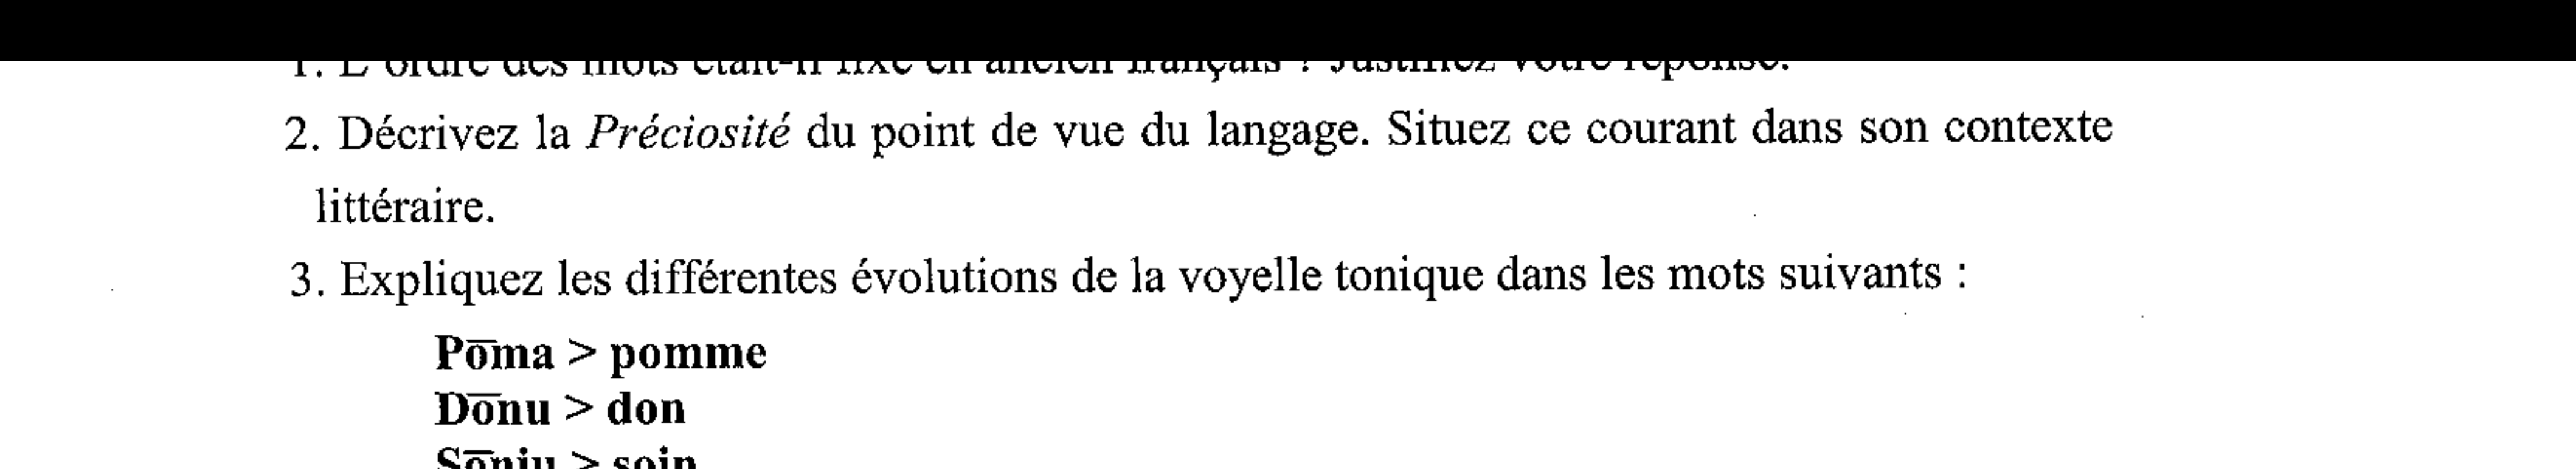 1. L'ordre des mots était-il fixe en ancien français ? Justifiez votre réponse.
2. Décrivez la Préciosité du point de vue du langage. Situez ce courant dans son contexte
littéraire.
3. Expliquez les différentes évolutions de la voyelle tonique dans les mots suivants :
Pōma > pomme
Dōnu > don
Sōniu > soin